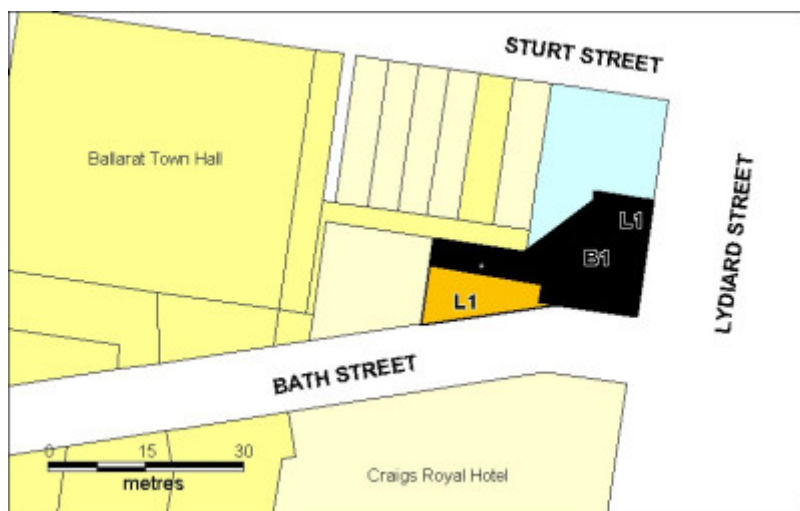 STURT STREET
Ballarat Town Hall
LYDIARD STREET
L1
B1
L1
BATH STREET
0 15 30
metres
Craigs Royal Hotel